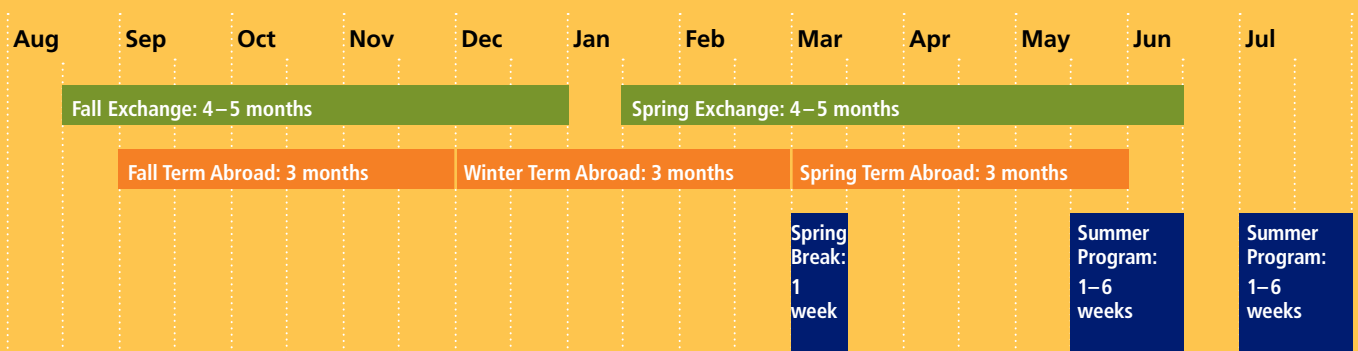 Aug Sep Oct Nov Dec Jan Feb Mar Apr May Jun Jul
Fall Exchange: 4–5 months Spring Exchange: 4–5 months
Fall Term Abroad: 3 months Winter Term Abroad: 3 months Spring Term Abroad: 3 months
Spring
Break:
1
week
Summer
Program:
1–6
weeks
Summer
Program:
1–6
weeks